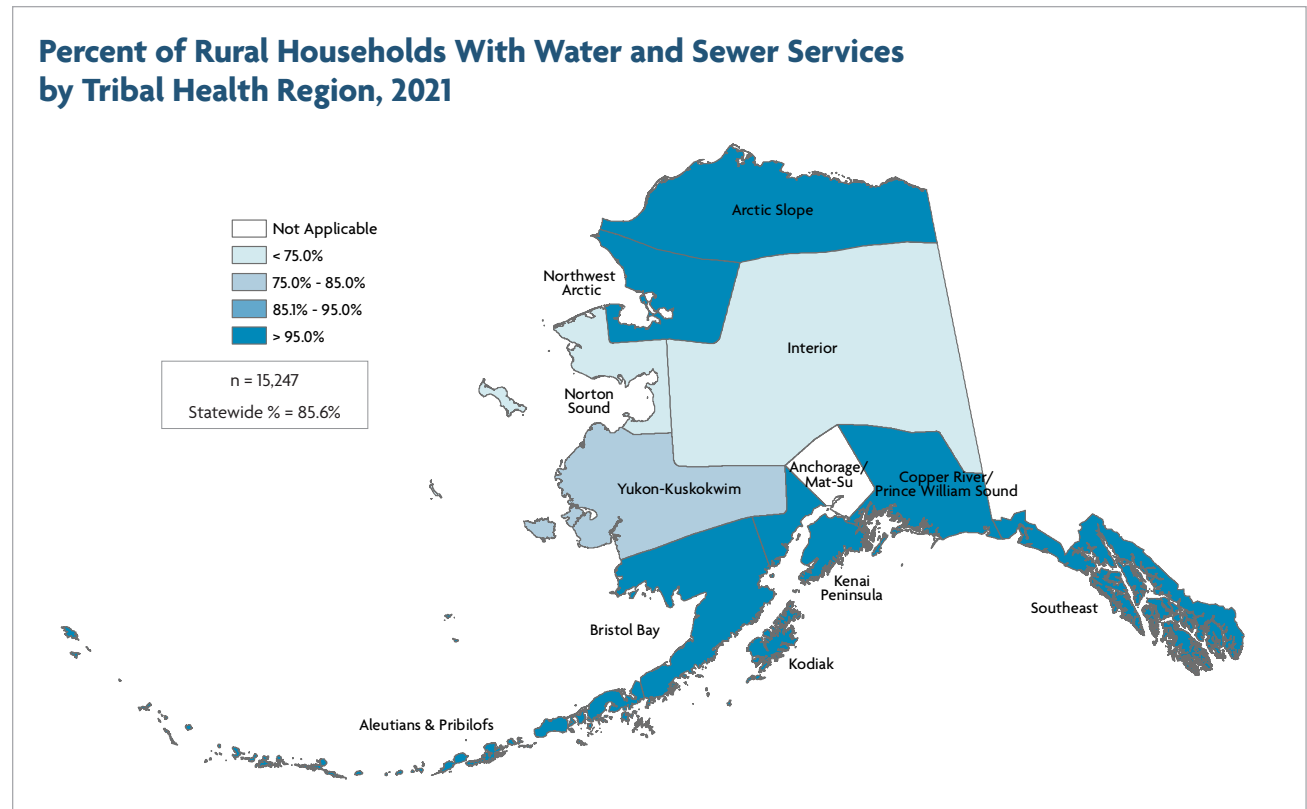 Percent of Rural Households With Water and Sewer Services
by Tribal Health Region, 2021
Arctic Slope
Not Applicable
< 75.0%
75.0% - 85.0%
85.1% - 95.0%
> 95.0%
n = 15,247
Statewide % = 85.6%
Northwest
Arctic
Interior
Norton
Sound
Anchorage/
Mat-Su
Copper River/
Prince William Sound
Yukon-Kuskokwim
Kenai
Peninsula
Southeast
Bristol Bay
Kodiak
Aleutians & Pribilofs